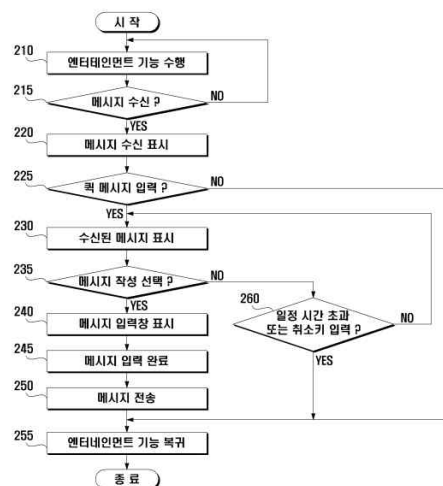 시 작
210
엔터테인먼트 기능 수행
215
메시지 수신 ?
NO
YES
220
메시지 수신 표시
225
퀵 메시지 입력 ?
NO
YES
230
수신된 메시지 표시
235
메시지 작성 선택 ?
NO
YES
240
메시지 입력창 표시
260
일정 시간 초과
또는 취소키 입력 ?
NO
YES
245
메시지 입력 완료
250
메시지 전송
255
엔터네인먼트 기능 복귀
종 료